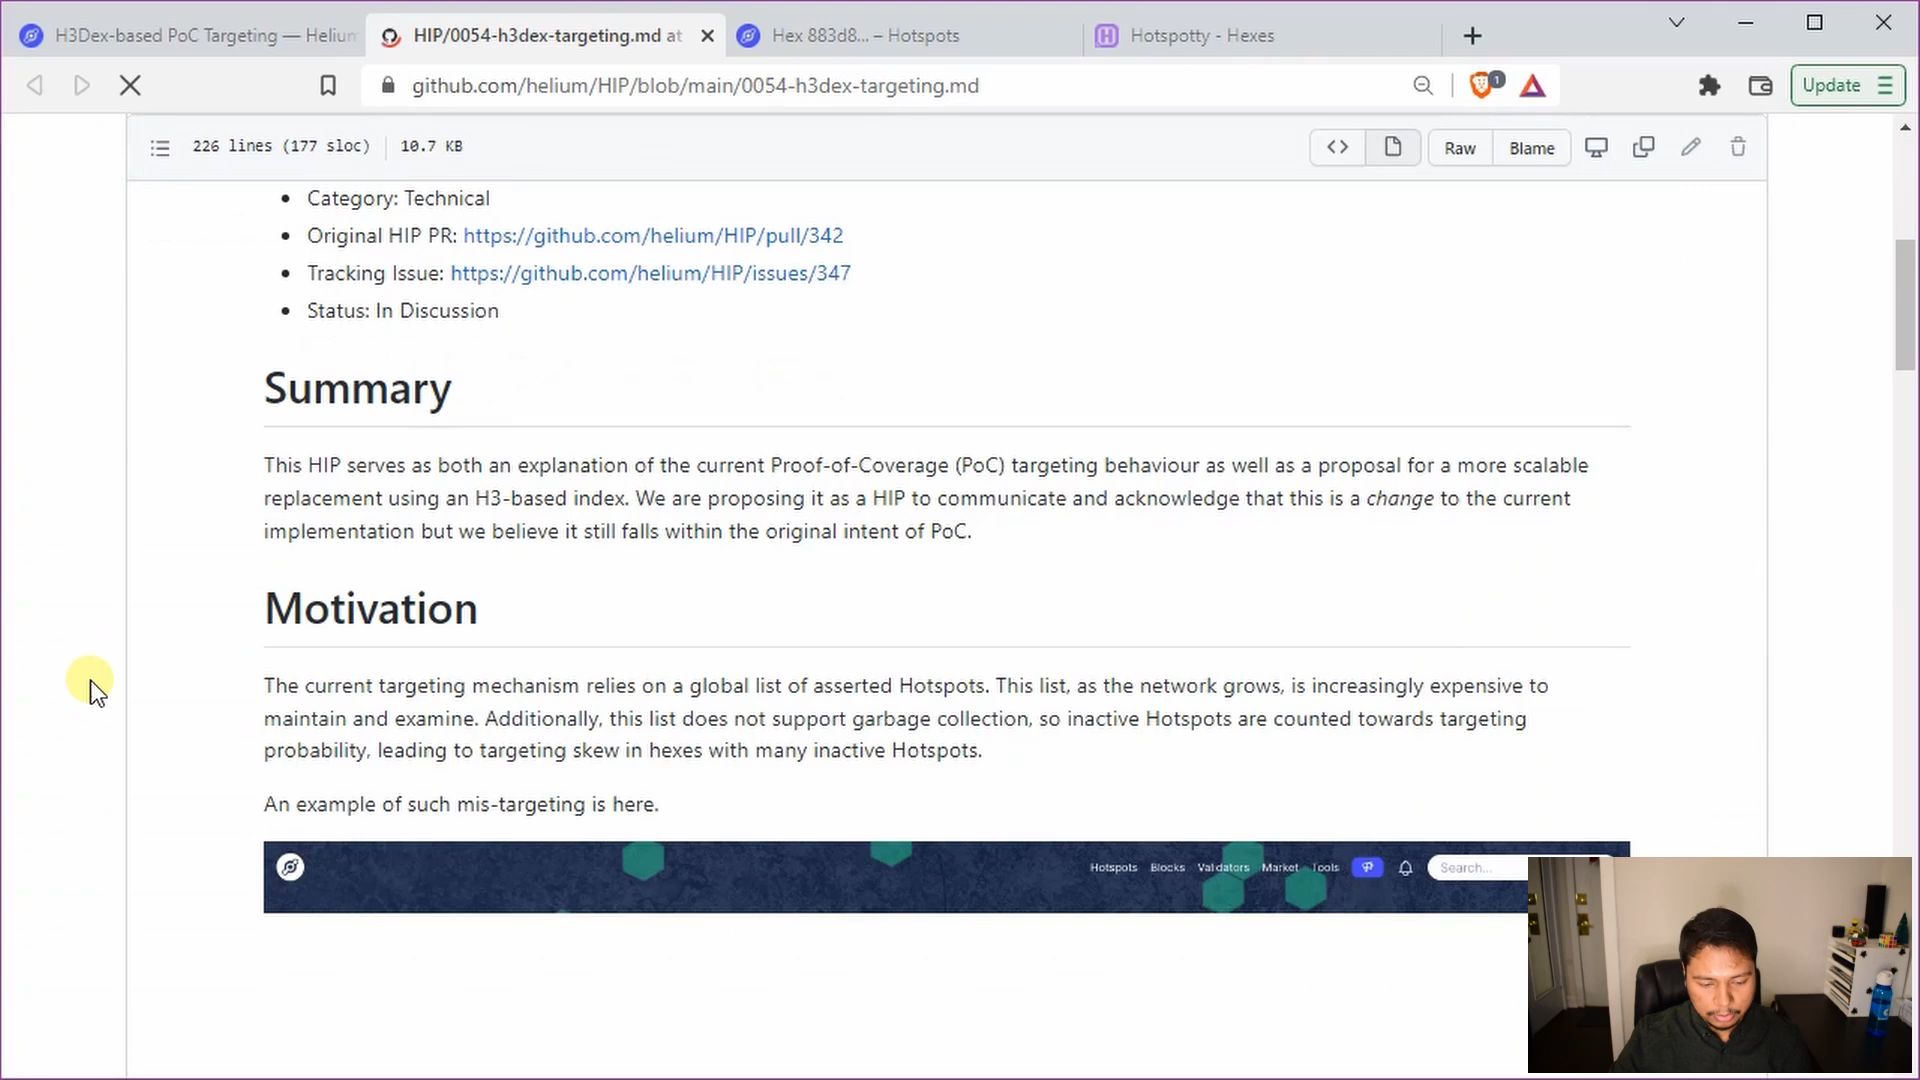 H3Dex-based PoC Targeting — Helium
HIP/0054-h3dex-targeting.md at
Hex 883d8... – Hotspots
Hotspotty - Hexes
github.com/helium/HIP/blob/main/0054-h3dex-targeting.md
1
Update
226 lines (177 sloc)
10.7 KB
Raw
Blame
• Category: Technical
• Original HIP PR: https://github.com/helium/HIP/pull/342
• Tracking Issue: https://github.com/helium/HIP/issues/347
• Status: In Discussion
Summary
This HIP serves as both an explanation of the current Proof-of-Coverage (PoC) targeting behaviour as well as a proposal for a more scalable
replacement using an H3-based index. We are proposing it as a HIP to communicate and acknowledge that this is a change to the current
implementation but we believe it still falls within the original intent of PoC.
Motivation
The current targeting mechanism relies on a global list of asserted Hotspots. This list, as the network grows, is increasingly expensive to
maintain and examine. Additionally, this list does not support garbage collection, so inactive Hotspots are counted towards targeting
probability, leading to targeting skew in hexes with many inactive Hotspots.
An example of such mis-targeting is here.
Hotspots Blocks Validators Market Tools
Search...